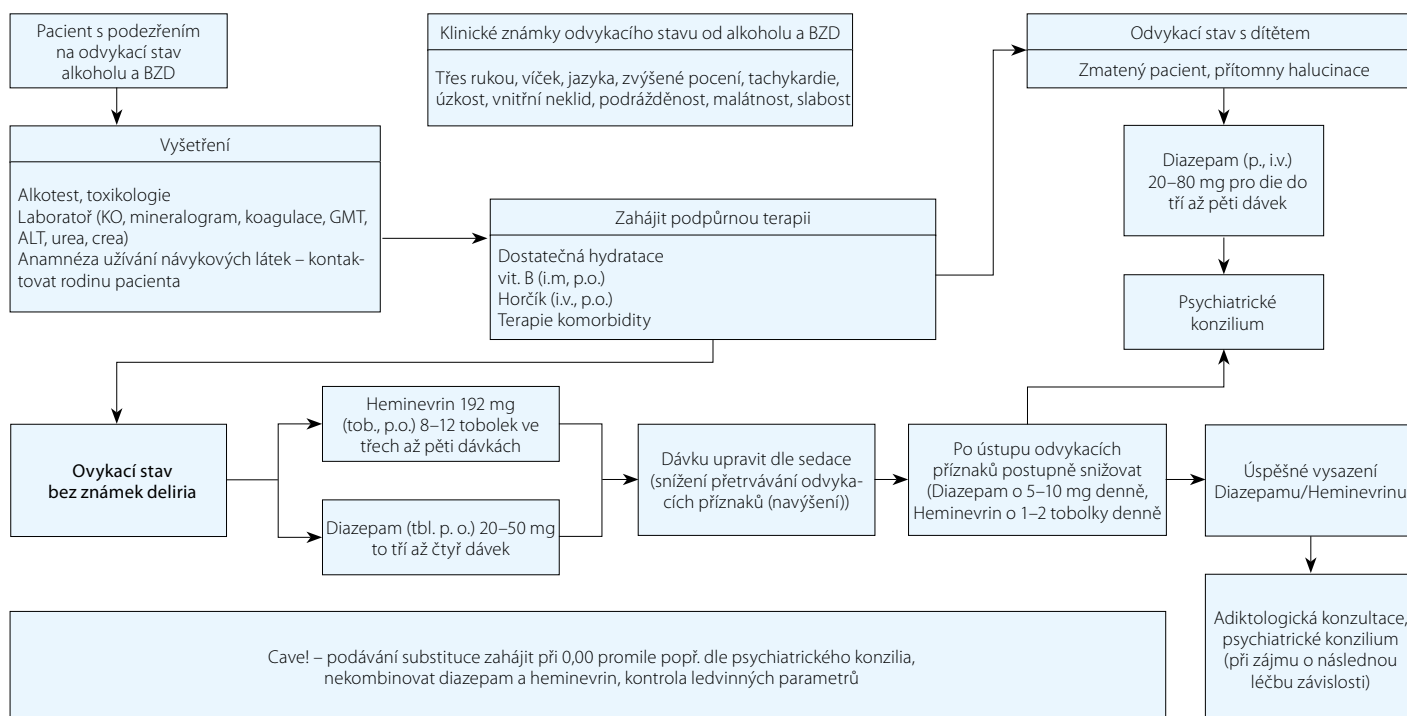 Pacient s podezřením
na odvykací stav
alkoholu a BZD
Klinické známky odvykacího stavu od alkoholu a BZD
Třes rukou, víček, jazyka, zvýšené pocení, tachykardie,
úzkost, vnitřní neklid, podrážděnost, malátnost, slabost
Odvykací stav s dítětem
Zmatený pacient, přítomny halucinace
Vyšetření
Alkotest, toxikologie
Laboratoř (KO, mineralogram, koagulace, GMT,
ALT, urea, crea)
Anamnéza užívání návykových látek – kontak-
tovat rodinu pacienta
Zahájit podpůrnou terapii
Dostatečná hydratace
vit. B (i.m, p.o.)
Horčík (i.v., p.o.)
Terapie komorbidity
Diazepam (p., i.v.)
20–80 mg pro die do
tří až pěti dávek
Psychiatrické
konzilium
Ovykací stav
bez známek deliria
Heminevrin 192 mg
(tob., p.o.) 8–12 tobolek ve
třech až pěti dávkách
Diazepam (tbl. p. o.) 20–50 mg
to tří až čtyř dávek
Dávku upravit dle sedace
(snížení přetrvávání odvyka-
cích příznaků (navýšení))
Po ústupu odvykacích
příznaků postupně snižovat
(Diazepam o 5–10 mg denně,
Heminevrin o 1–2 tobolky denně
Úspěšné vysazení
Diazepamu/Heminevrinu
Adiktologická konzultace,
psychiatrické konzilium
(při zájmu o následnou
léčbu závislosti)
Cave! – podávání substituce zahájit při 0,00 promile popř. dle psychiatrického konzilia,
nekombinovat diazepam a heminevrin, kontrola ledvinných parametrů